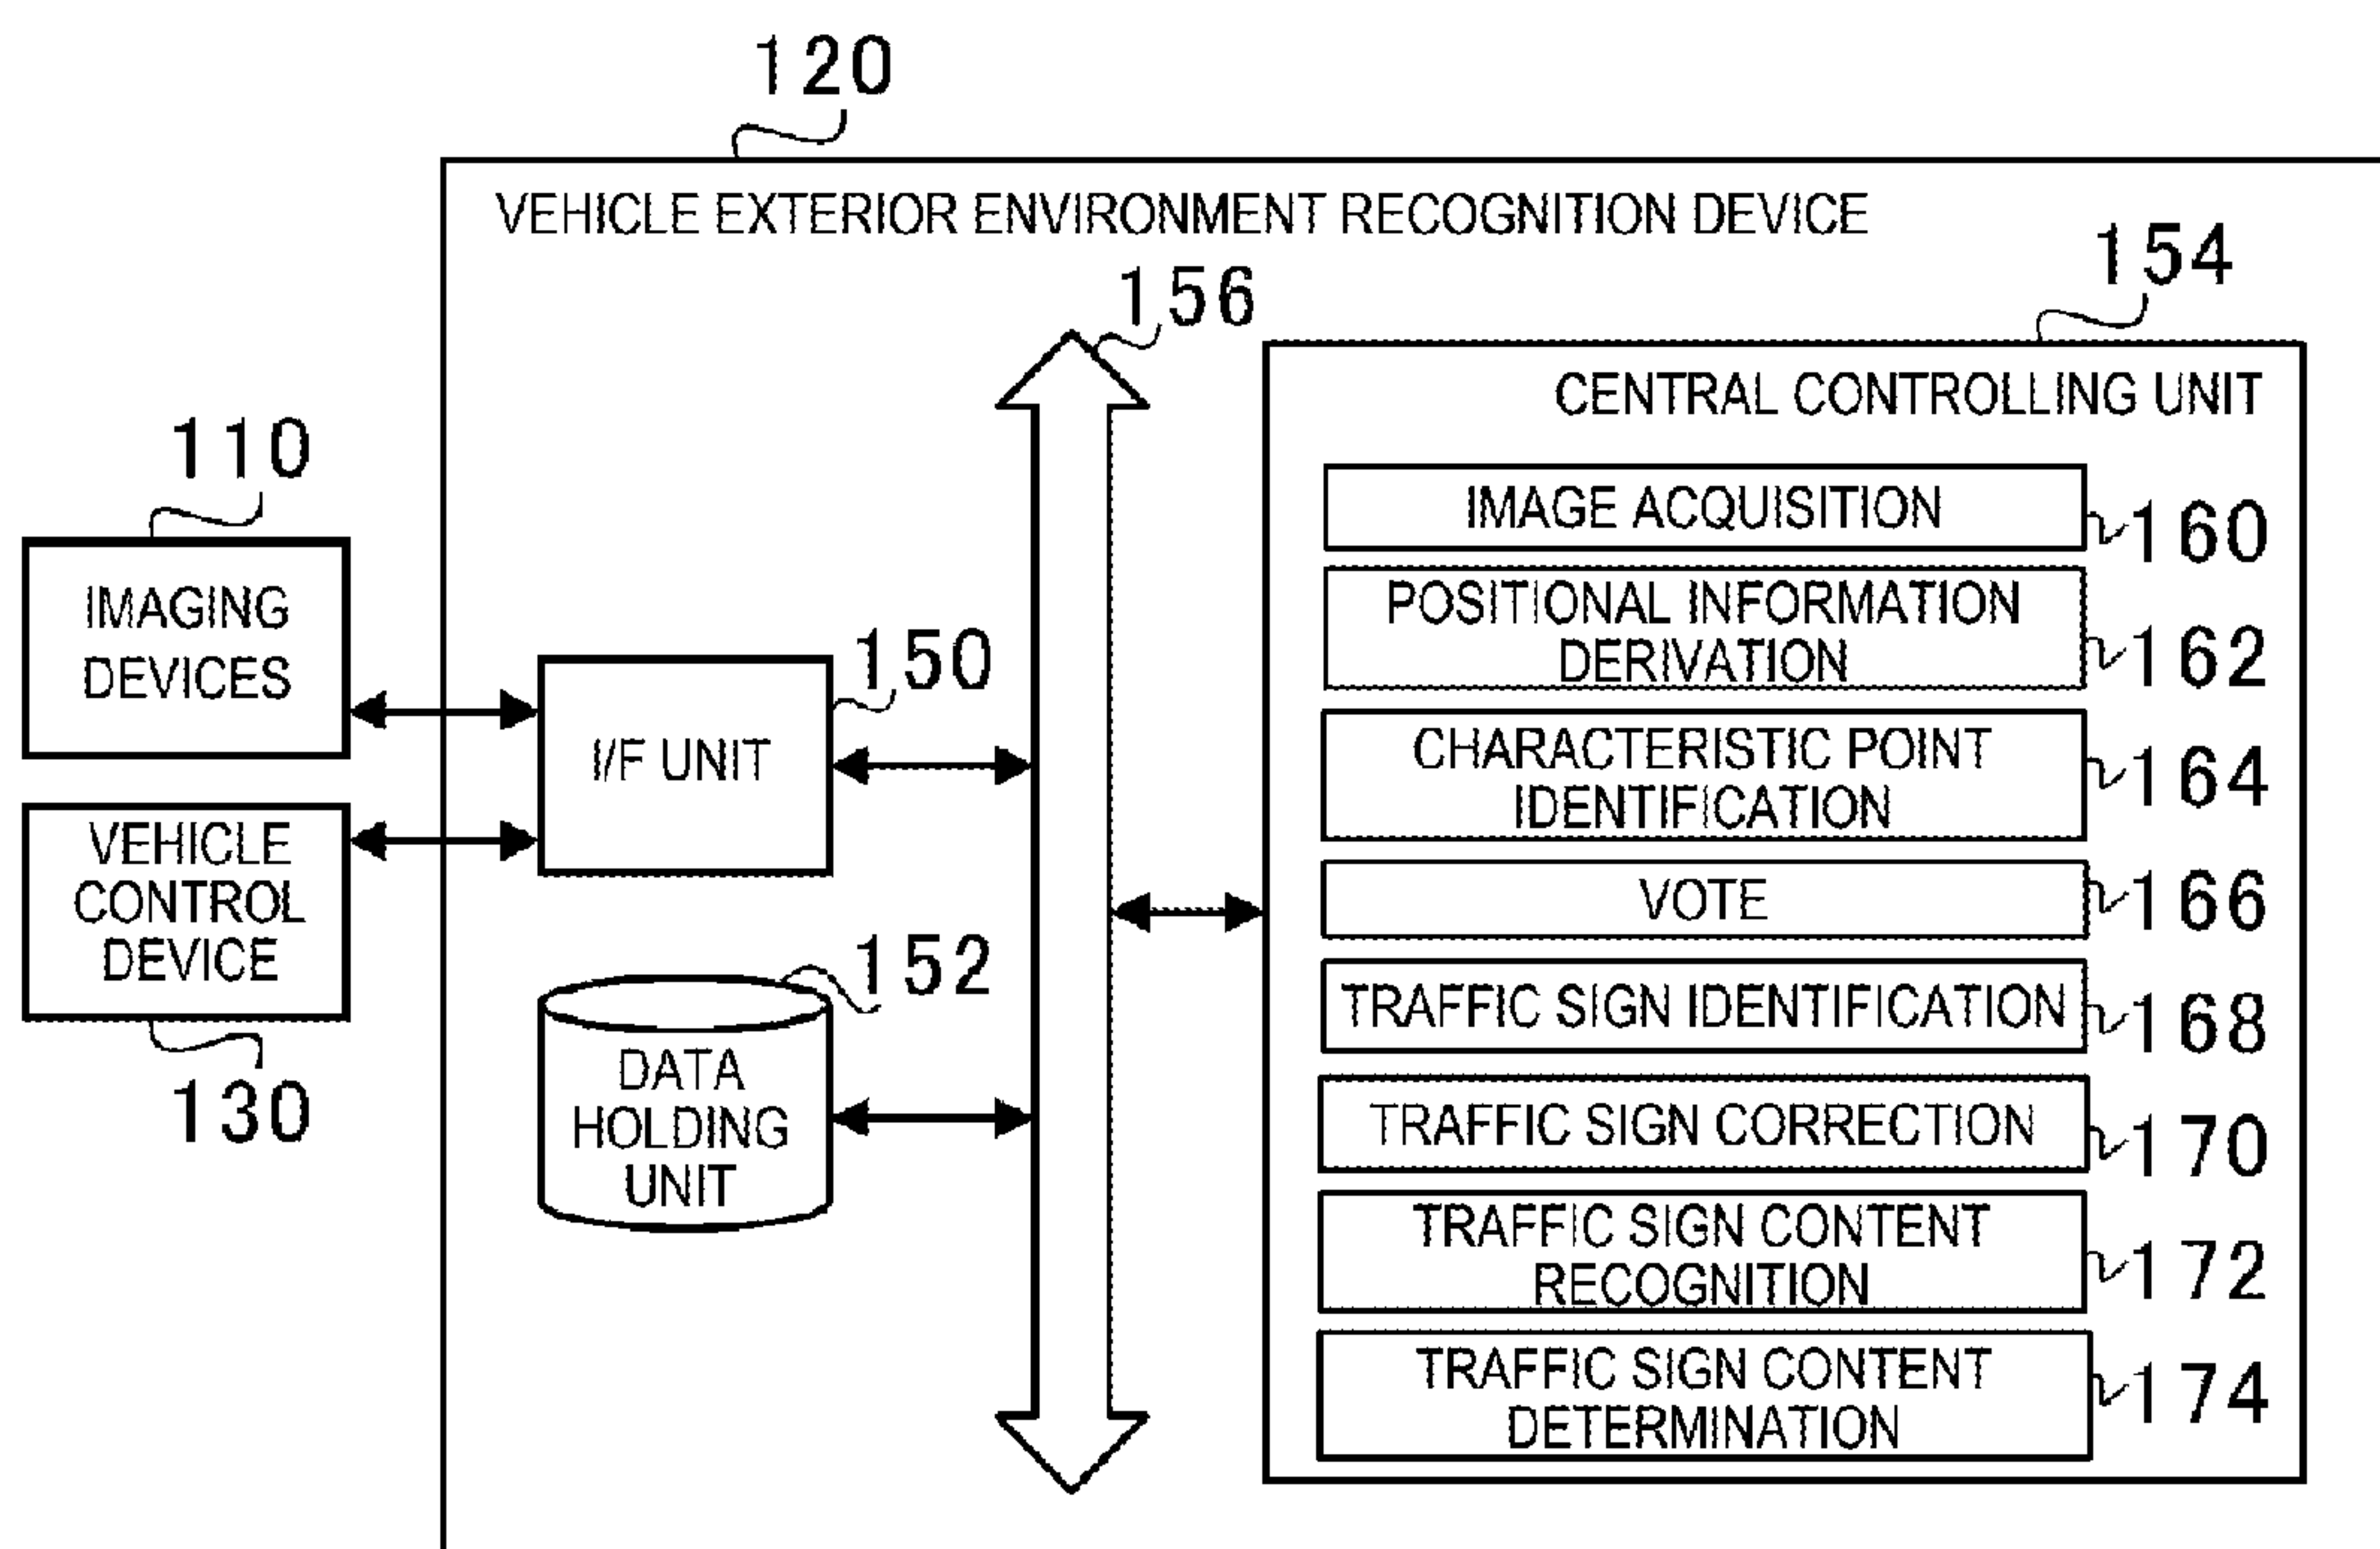 120
VEHICLE EXTERIOR ENVIRONMENT RECOGNITION DEVICE
154
156
CENTRAL CONTROLLING UNIT
110
IMAGING
DEVICES
150
I/F UNIT
VEHICLE
CONTROL
DEVICE
130
152
DATA
HOLDING
UNIT
IMAGE ACQUISITION
160
POSITIONAL INFORMATION
DERIVATION
162
CHARACTERISTIC POINT
IDENTIFICATION
164
VOTE
166
TRAFFIC SIGN IDENTIFICATION
168
TRAFFIC SIGN CORRECTION
170
TRAFFIC SIGN CONTENT
RECOGNITION
172
TRAFFIC SIGN CONTENT
DETERMINATION
174